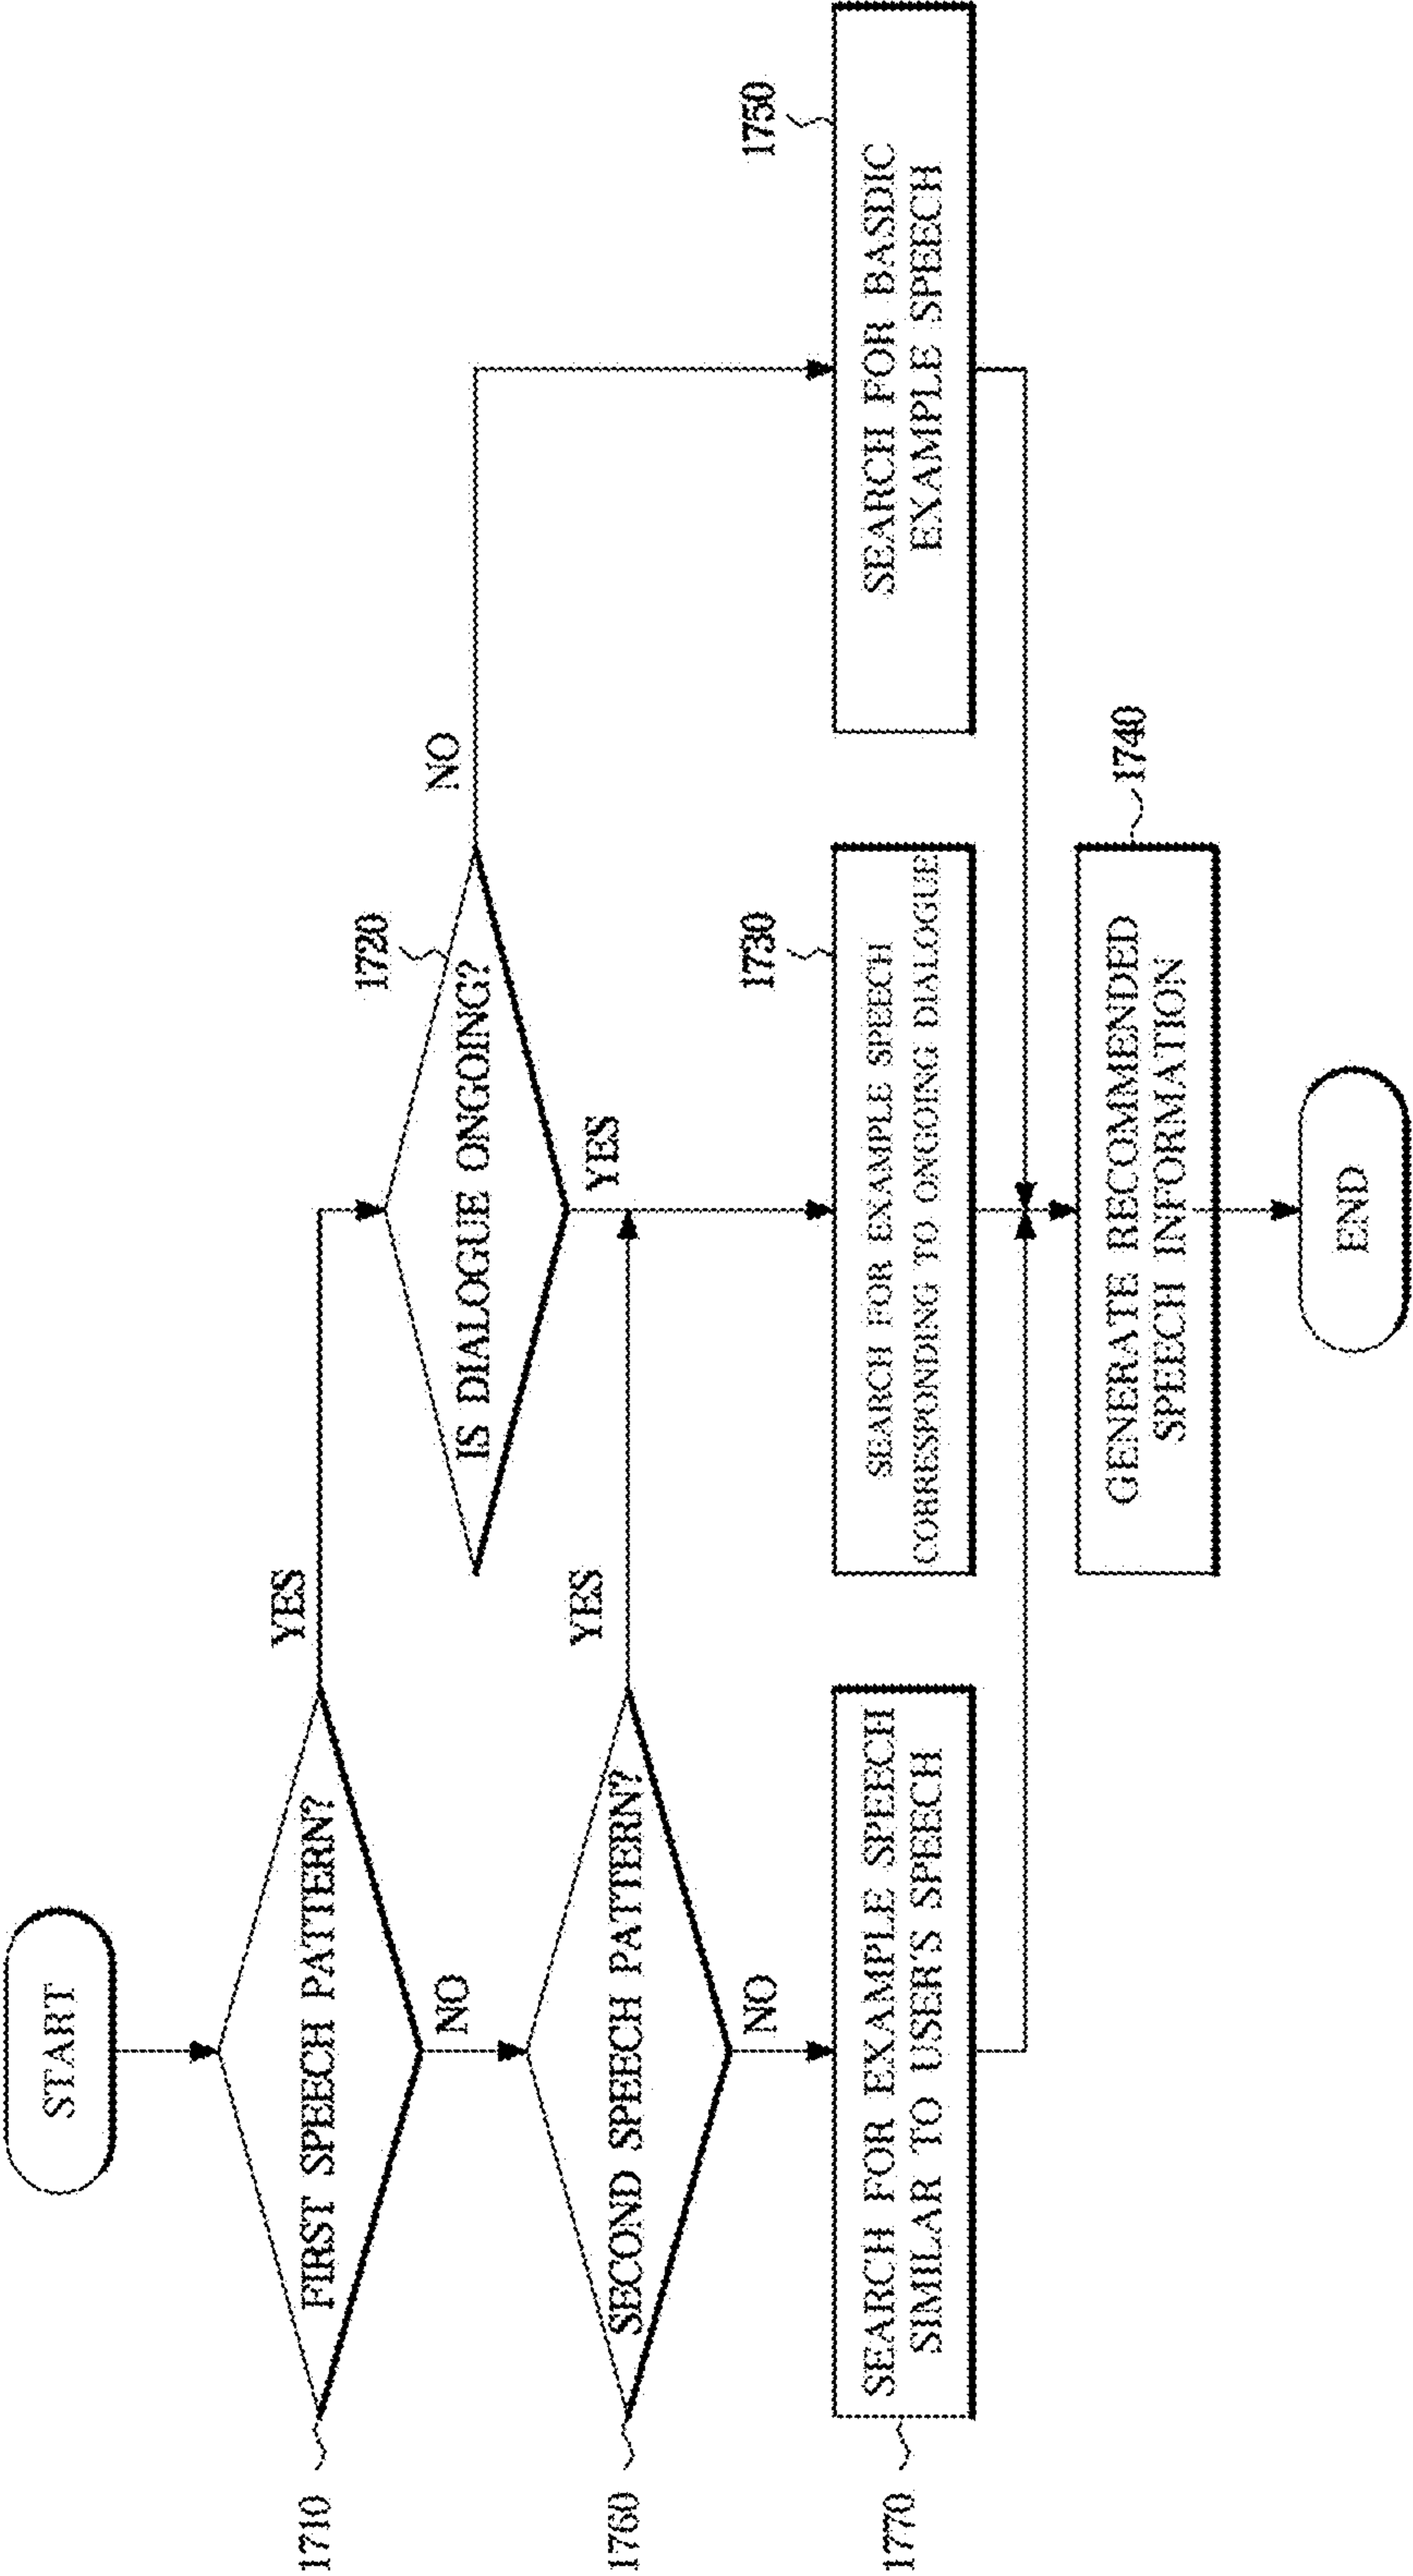 START
1710
FIRST SPEECH PATTERN?
YES
NO
1720
IS DIALOGUE ONGOING?
NO
YES
1760
SECOND SPEECH PATTERN?
YES
NO
1770
SEARCH FOR EXAMPLE SPEECH
SIMILAR TO USER'S SPEECH
1730
SEARCH FOR EXAMPLE SPEECH
CORRESPONDING TO ONGOING DIALOGUE
1750
SEARCH FOR BASDIC
EXAMPLE SPEECH
1740
GENERATE RECOMMENDED
SPEECH INFORMATION
END